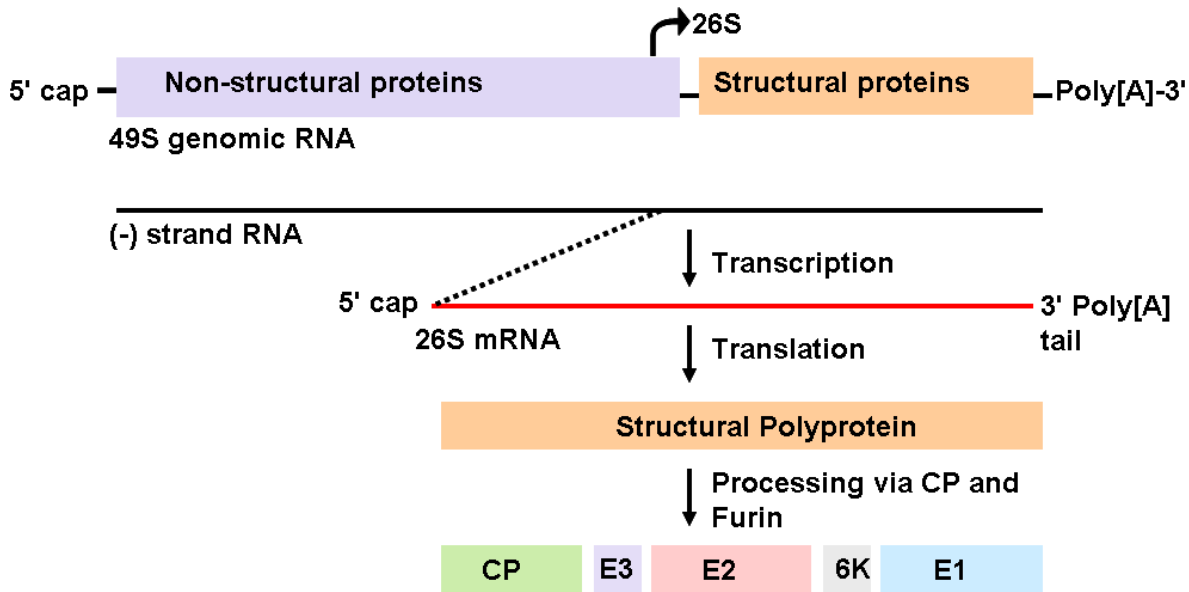 26S
5' cap
Non-structural proteins
Structural proteins
Poly[A]-3'
49S genomic RNA
(-) strand RNA
Transcription
5' cap
3' Poly[A]
tail
26S mRNA
Translation
Structural Polyprotein
Processing via CP and
Furin
CP
E3
E2
6K
E1